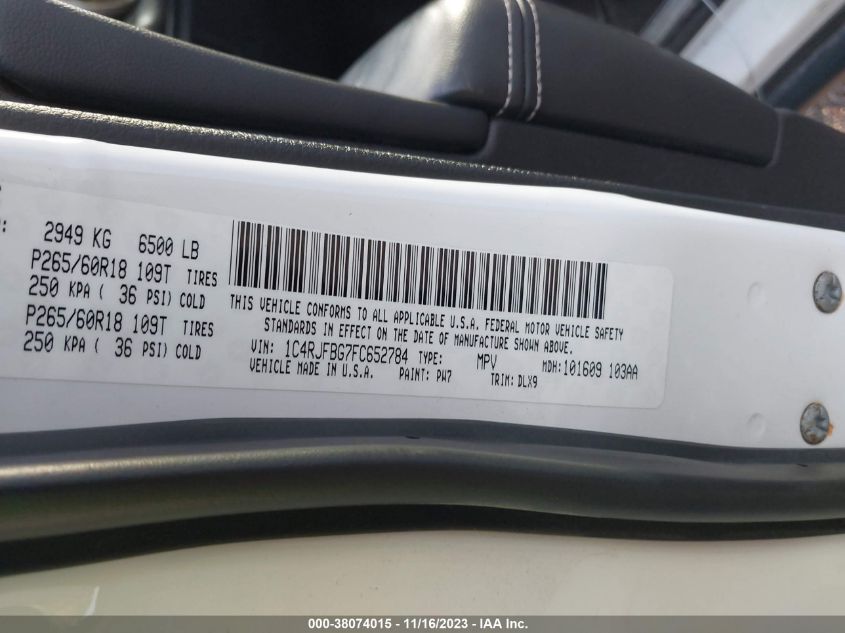 2949 KG 6500 LB
P265/60R18 109T TIRES
250 KPA ( 36 PSI) COLD
P265/60R18 109T TIRES
250 KPA ( 36 PSI) COLD
THIS VEHICLE CONFORMS TO ALL APPLICABLE U.S.A. FEDERAL MOTOR VEHICLE SAFETY
STANDARDS IN EFFECT ON THE DATE OF MANUFACTURE SHOWN ABOVE.
VIN: 1C4RJFBG7FC652784 TYPE: MPV MDH: 101609 103AA
VEHICLE MADE IN U.S.A. PAINT: PW7 TRIM: DLX9
000-38074015 - 11/16/2023 - IAA Inc.